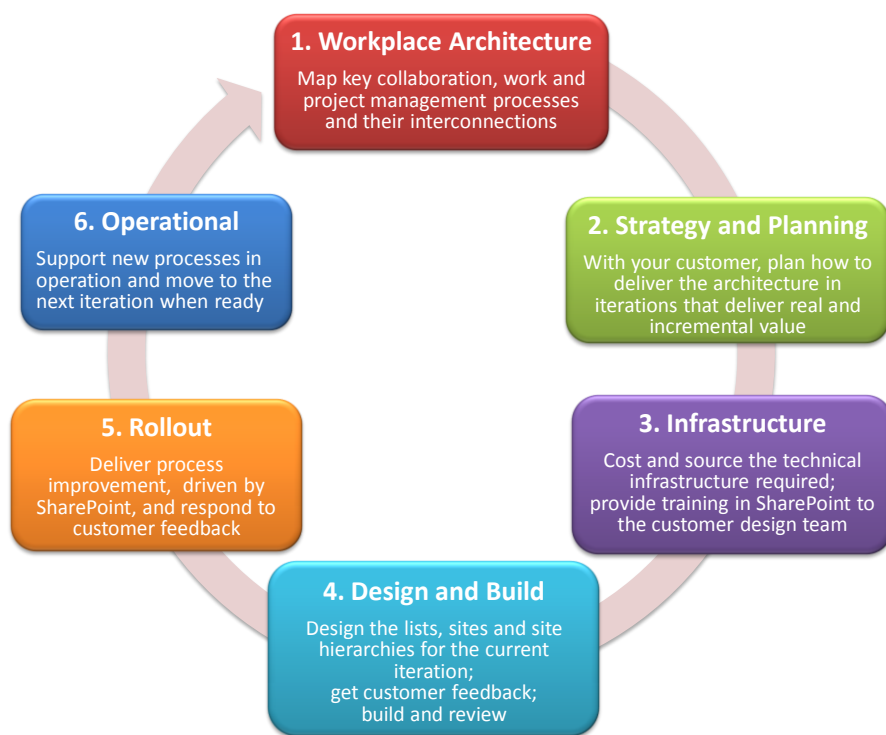 1. Workplace Architecture
Map key collaboration, work and
project management processes
and their interconnections
2. Strategy and Planning
With your customer, plan how to
deliver the architecture in
iterations that deliver real and
incremental value
3. Infrastructure
Cost and source the technical
infrastructure required;
provide training in SharePoint to
the customer design team
4. Design and Build
Design the lists, sites and site
hierarchies for the current
iteration;
get customer feedback;
build and review
5. Rollout
Deliver process
improvement, driven by
SharePoint, and respond to
customer feedback
6. Operational
Support new processes in
operation and move to the
next iteration when ready